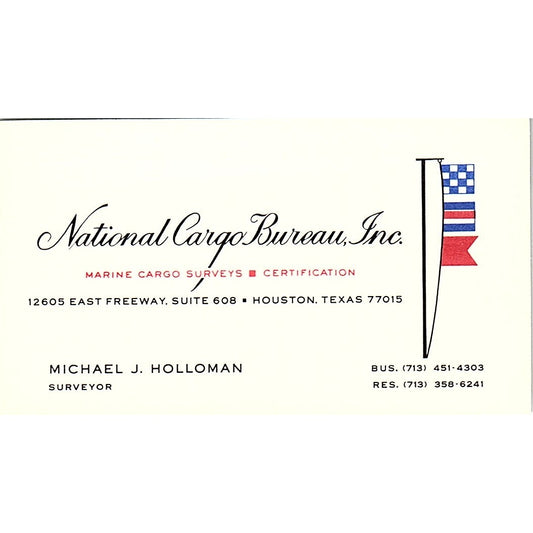 National Cargo Bureau, Inc.
MARINE CARGO SURVEYS ■ CERTIFICATION
12605 EAST FREEWAY, SUITE 608 ▪ HOUSTON, TEXAS 77015
MICHAEL J. HOLLOMAN
SURVEYOR
BUS. (713) 451-4303
RES. (713) 358-6241